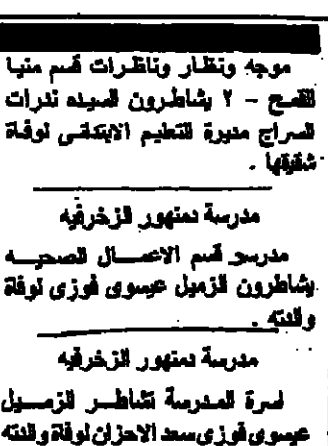 موجه ونظار وناظرات قسم منيا
القمح - ٢ يشاطرون السيده ندرات
السراج مديرة التعليم الابتدائى لوفاة
شقيقها .
مدرسة دمنهور الزخرفيه
مدرسو قسم الاعمال الصحيه
يشاطرون الزميل عيسوى فوزى لوفاة
والدته .
مدرسة دمنهور الزخرفيه
اسرة المدرسة تشاطر الزميل
عيسوى فوزى سعد الاحزان لوفاة والدته